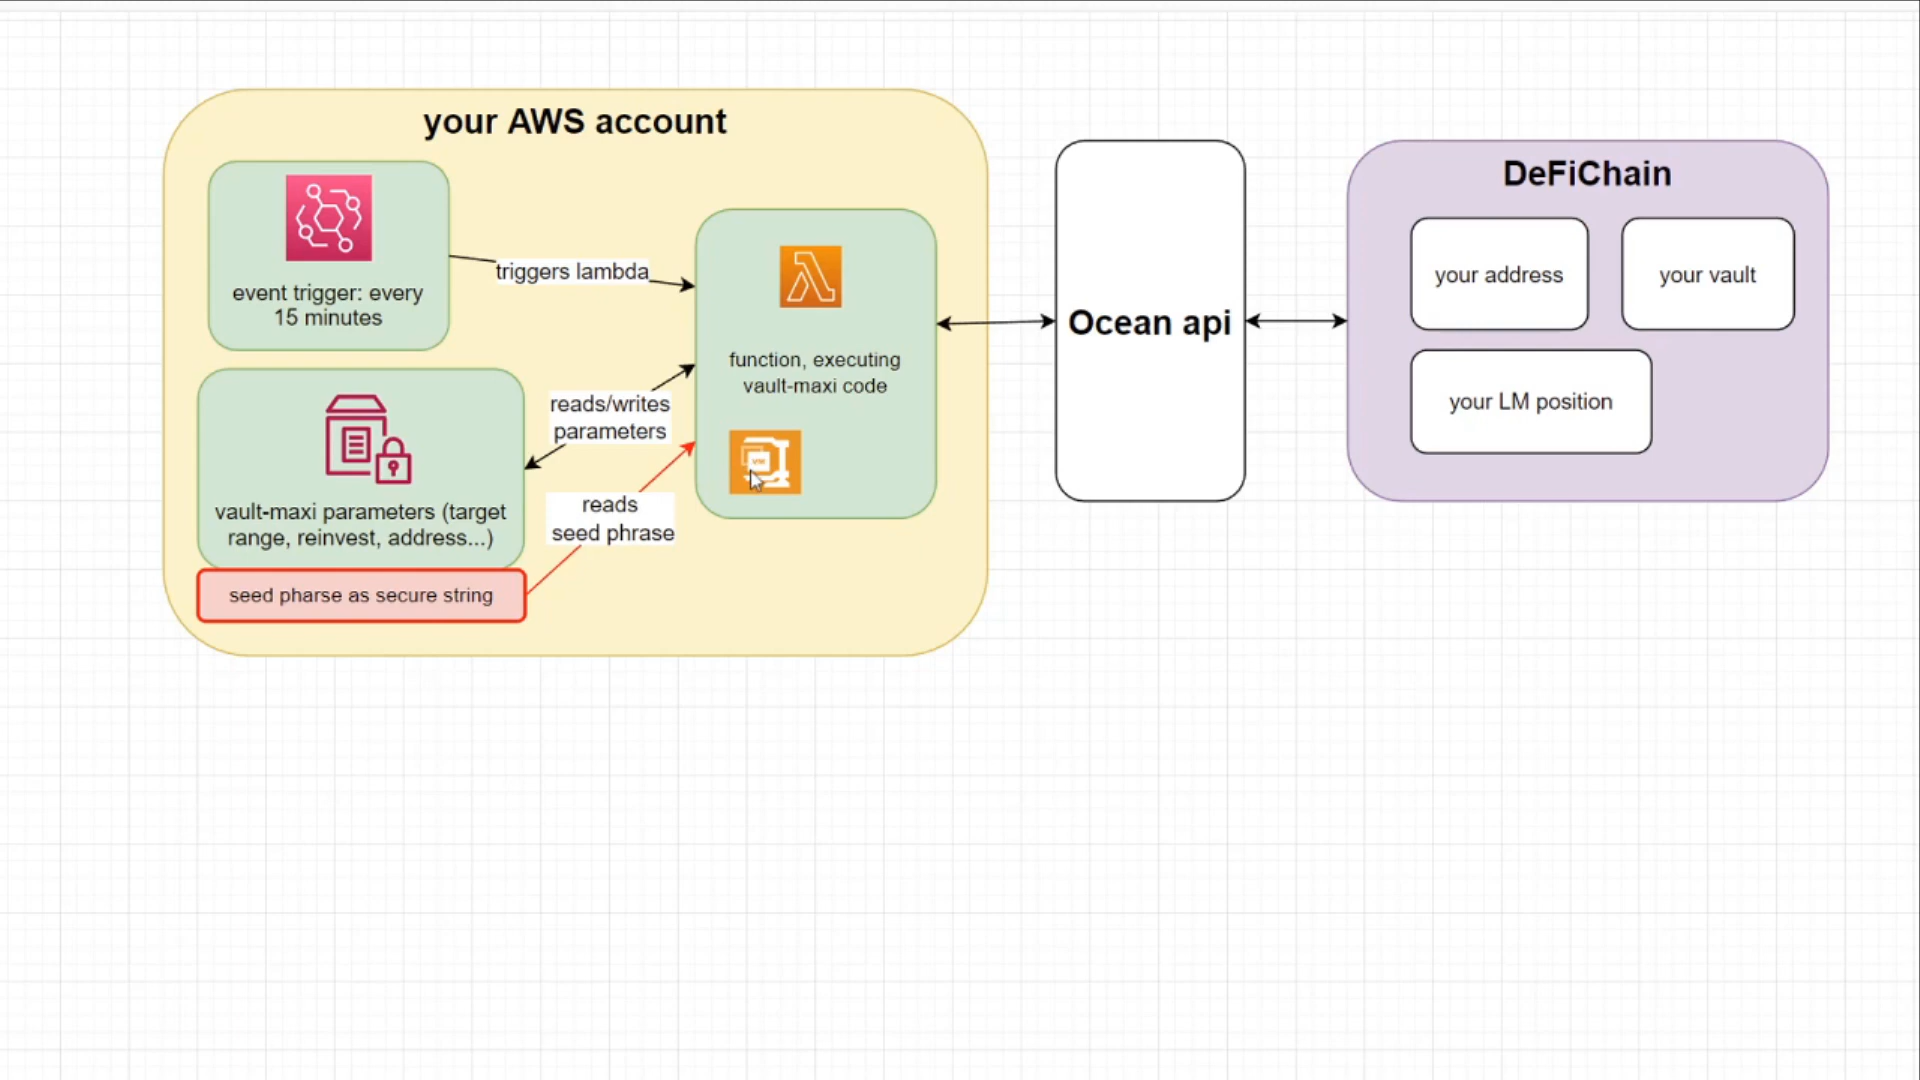 your AWS account
event trigger: every
15 minutes
triggers lambda
function, executing
vault-maxi code
reads/writes
parameters
vault-maxi parameters (target
range, reinvest, address...)
reads
seed phrase
seed pharse as secure string
Ocean api
DeFiChain
your address
your vault
your LM position